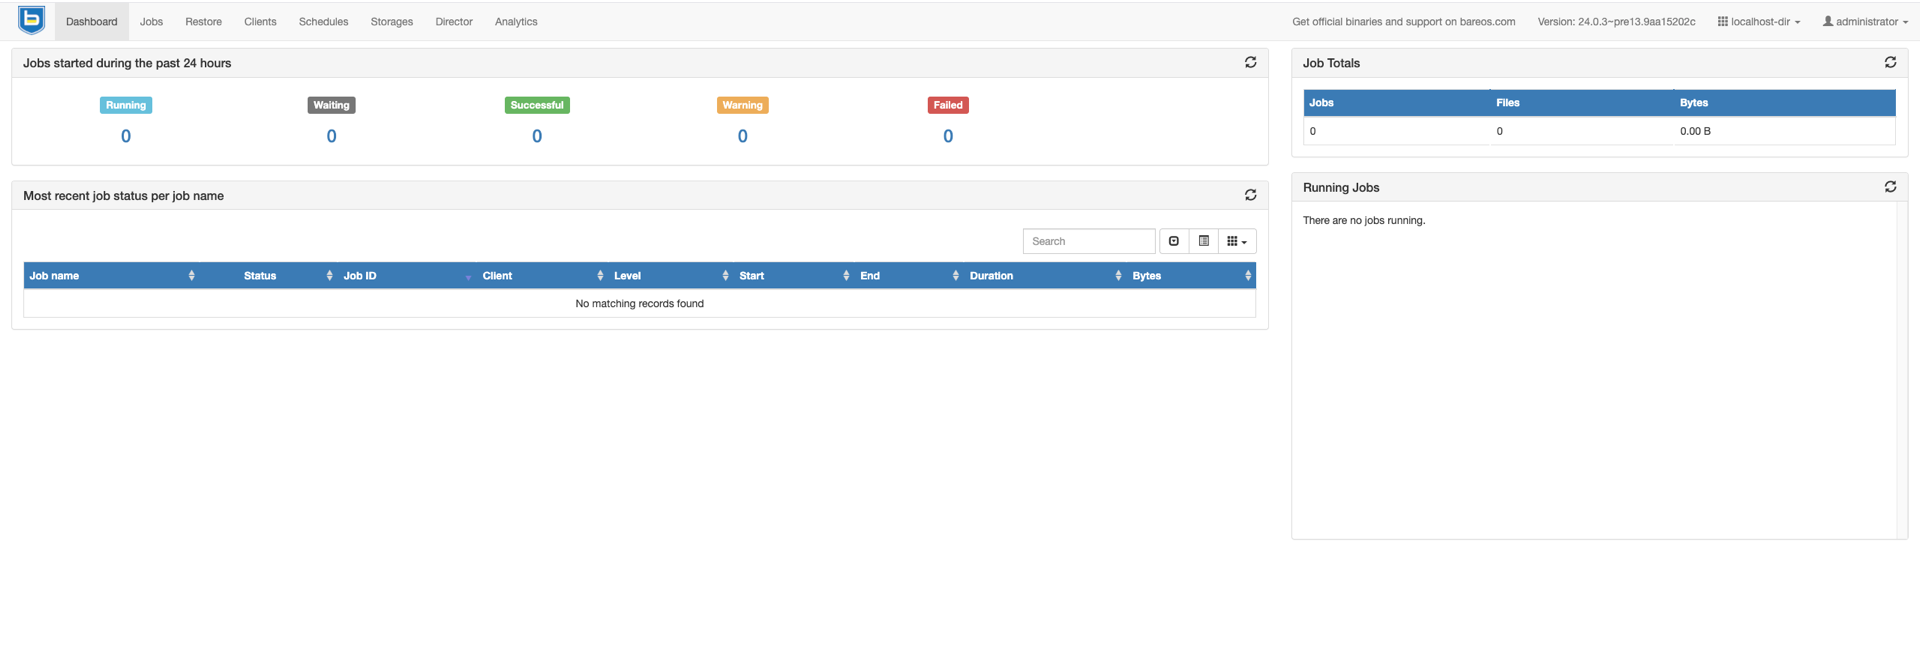 Dashboard Jobs Restore Clients Schedules Storages Director Analytics Get official binaries and support on bareos.com Version: 24.0.3~pre13.9aa15202c localhost-dir administrator
Jobs started during the past 24 hours
Running Waiting Successful Warning Failed
0 0 0 0 0
Most recent job status per job name
Search
Job name Status Job ID Client Level Start End Duration Bytes
No matching records found
Job Totals
Jobs Files Bytes
0 0 0.00 B
Running Jobs
There are no jobs running.